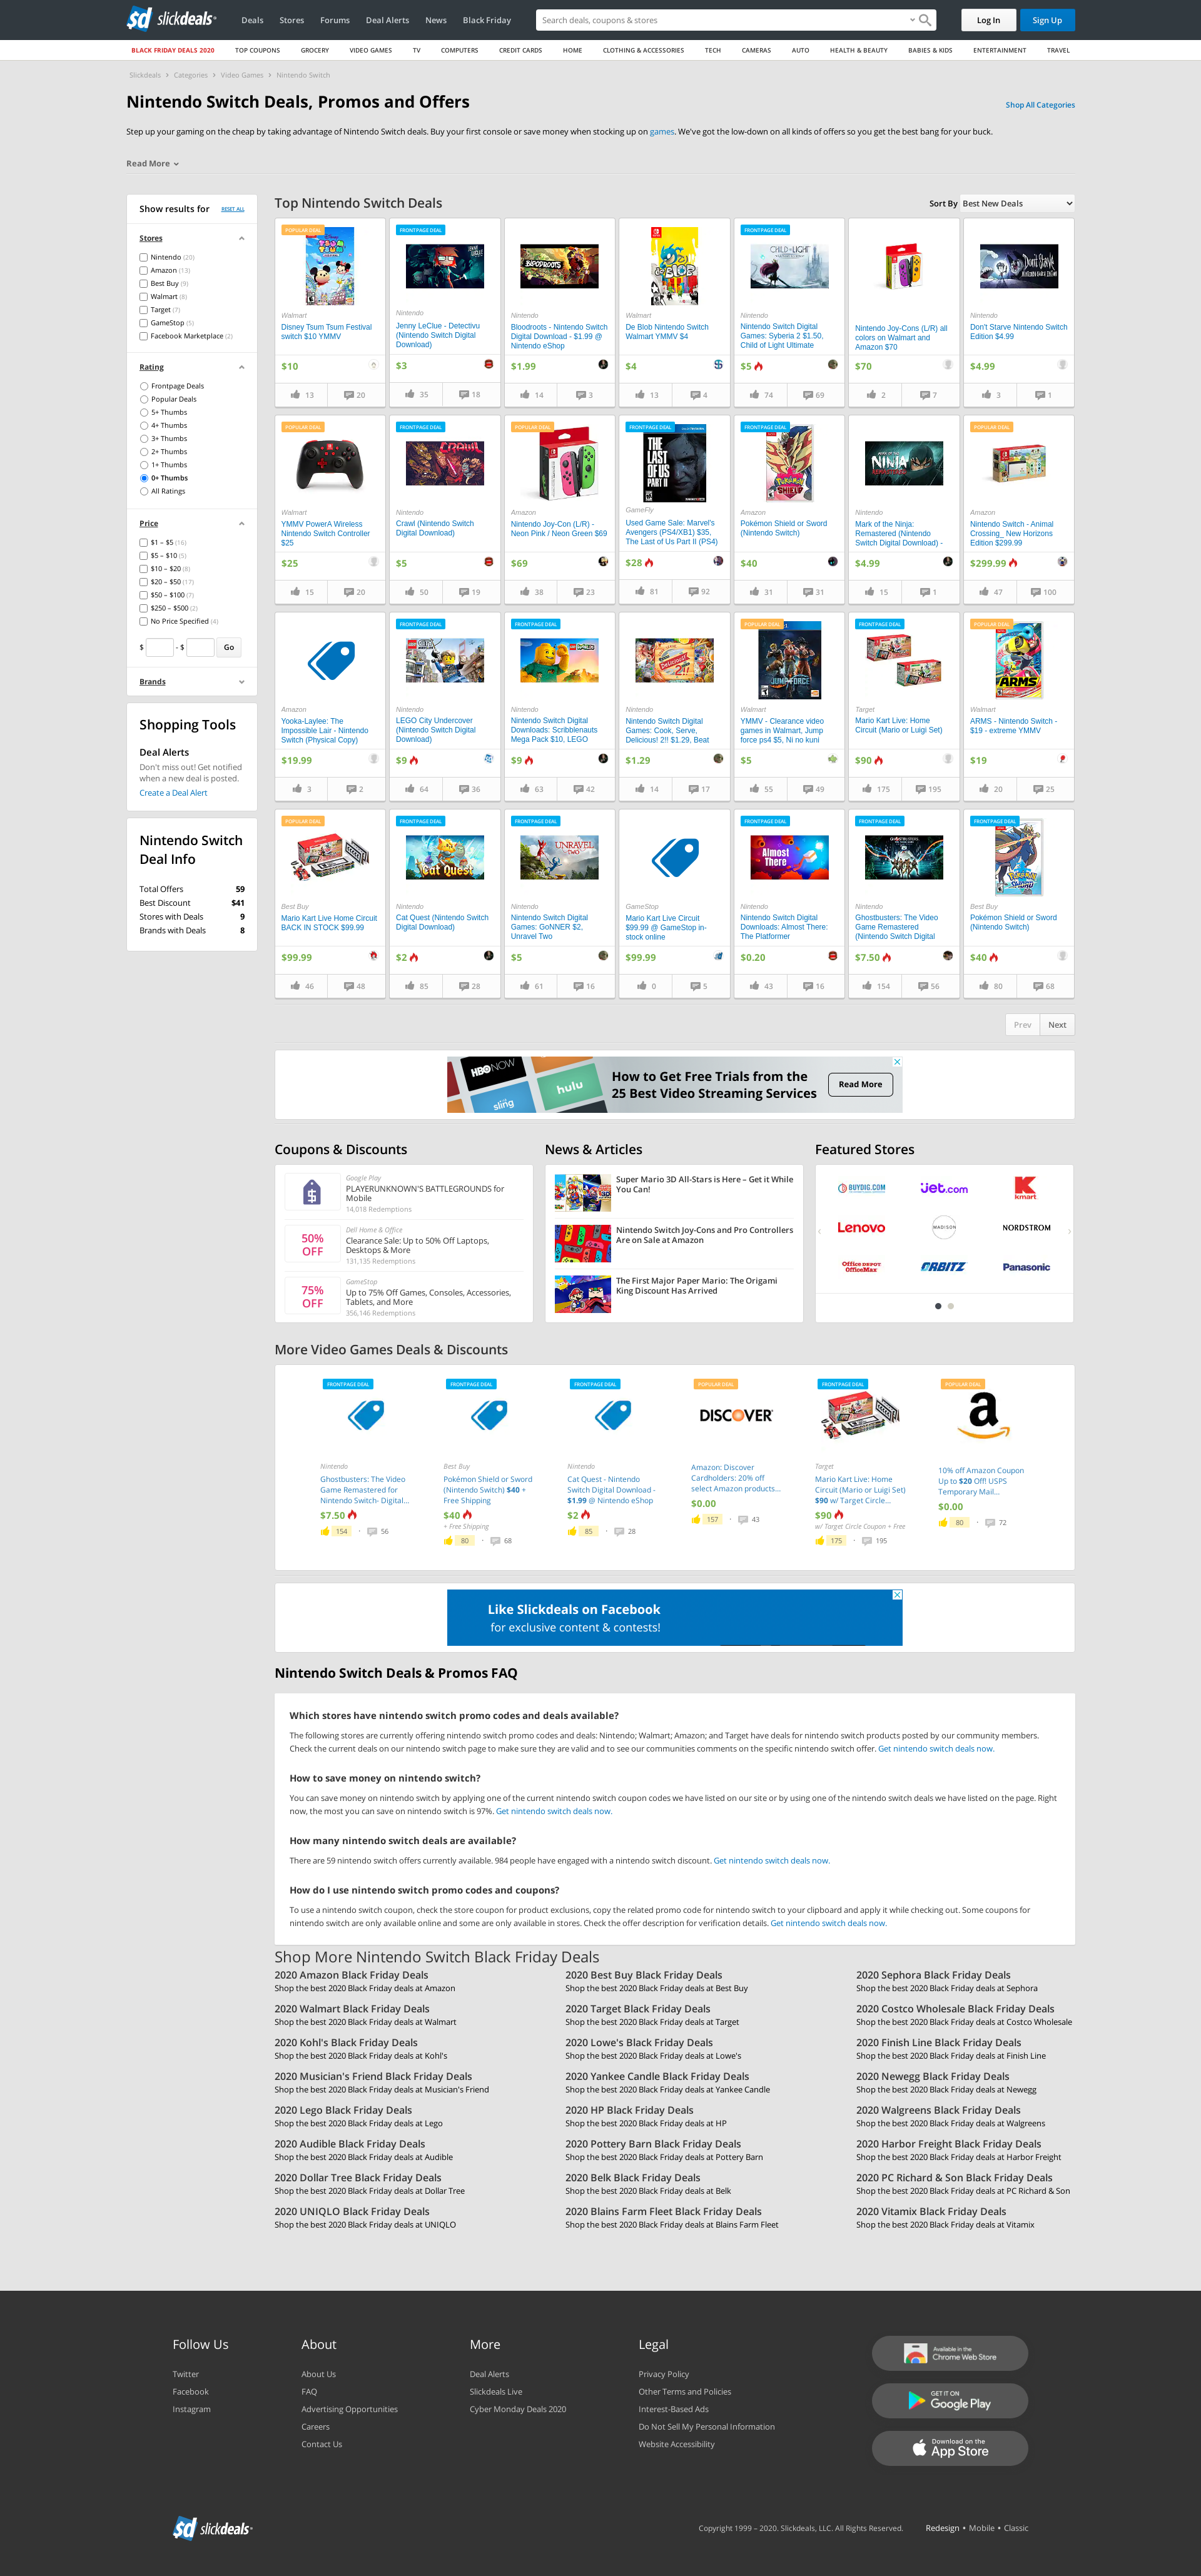 sd slickdeals
Deals Stores Forums Deal Alerts News Black Friday
Search deals, coupons & stores
Log In Sign Up
BLACK FRIDAY DEALS 2020 TOP COUPONS GROCERY VIDEO GAMES TV COMPUTERS CREDIT CARDS HOME CLOTHING & ACCESSORIES TECH CAMERAS AUTO HEALTH & BEAUTY BABIES & KIDS ENTERTAINMENT TRAVEL
Slickdeals > Categories > Video Games > Nintendo Switch
Nintendo Switch Deals, Promos and Offers
Shop All Categories
Step up your gaming on the cheap by taking advantage of Nintendo Switch deals. Buy your first console or save money when stocking up on games. We've got the low-down on all kinds of offers so you get the best bang for your buck.
Read More
Show results for RESET ALL
Stores
Nintendo (20)
Amazon (13)
Best Buy (9)
Walmart (8)
Target (7)
GameStop (5)
Facebook Marketplace (2)
Rating
Frontpage Deals
Popular Deals
5+ Thumbs
4+ Thumbs
3+ Thumbs
2+ Thumbs
1+ Thumbs
0+ Thumbs
All Ratings
Price
$1 – $5 (16)
$5 – $10 (5)
$10 – $20 (8)
$20 – $50 (17)
$50 – $100 (7)
$250 – $500 (2)
No Price Specified (4)
$ - $ Go
Brands
Shopping Tools
Deal Alerts
Don't miss out! Get notified
when a new deal is posted.
Create a Deal Alert
Nintendo Switch
Deal Info
Total Offers 59
Best Discount $41
Stores with Deals 9
Brands with Deals 8
Top Nintendo Switch Deals
Sort By Best New Deals
POPULAR DEAL
Walmart
Disney Tsum Tsum Festival
switch $10 YMMV
$10
13 20
FRONTPAGE DEAL
Nintendo
Jenny LeClue - Detectivu
(Nintendo Switch Digital
Download)
$3
35 18
BLOODROOTS
Nintendo
Bloodroots - Nintendo Switch
Digital Download - $1.99 @
Nintendo eShop
$1.99
14 3
Walmart
De Blob Nintendo Switch
Walmart YMMV $4
$4
13 4
FRONTPAGE DEAL
CHILD of LIGHT
Nintendo
Nintendo Switch Digital
Games: Syberia 2 $1.50,
Child of Light Ultimate
$5
74 69
Nintendo Joy-Cons (L/R) all
colors on Walmart and
Amazon $70
$70
2 7
Don't Starve
Nintendo
Don't Starve Nintendo Switch
Edition $4.99
$4.99
3 1
POPULAR DEAL
Walmart
YMMV PowerA Wireless
Nintendo Switch Controller
$25
$25
15 20
FRONTPAGE DEAL
CRAWL
Nintendo
Crawl (Nintendo Switch
Digital Download)
$5
50 19
POPULAR DEAL
Amazon
Nintendo Joy-Con (L/R) -
Neon Pink / Neon Green $69
$69
38 23
FRONTPAGE DEAL
THE LAST OF US PART II
GameFly
Used Game Sale: Marvel's
Avengers (PS4/XB1) $35,
The Last of Us Part II (PS4)
$28
81 92
FRONTPAGE DEAL
Amazon
Pokémon Shield or Sword
(Nintendo Switch)
$40
31 31
NINJA
Nintendo
Mark of the Ninja:
Remastered (Nintendo
Switch Digital Download) -
$4.99
15 1
POPULAR DEAL
Amazon
Nintendo Switch - Animal
Crossing_ New Horizons
Edition $299.99
$299.99
47 100
Amazon
Yooka-Laylee: The
Impossible Lair - Nintendo
Switch (Physical Copy)
$19.99
3 2
FRONTPAGE DEAL
Nintendo
LEGO City Undercover
(Nintendo Switch Digital
Download)
$9
64 36
FRONTPAGE DEAL
Nintendo
Nintendo Switch Digital
Downloads: Scribblenauts
Mega Pack $10, LEGO
$9
63 42
Nintendo
Nintendo Switch Digital
Games: Cook, Serve,
Delicious! 2!! $1.29, Beat
$1.29
14 17
POPULAR DEAL
JUMP FORCE
Walmart
YMMV - Clearance video
games in Walmart, Jump
force ps4 $5, Ni no kuni
$5
55 49
FRONTPAGE DEAL
Target
Mario Kart Live: Home
Circuit (Mario or Luigi Set)
$90
175 195
POPULAR DEAL
ARMS
Walmart
ARMS - Nintendo Switch -
$19 - extreme YMMV
$19
20 25
POPULAR DEAL
Best Buy
Mario Kart Live Home Circuit
BACK IN STOCK $99.99
$99.99
46 48
FRONTPAGE DEAL
Cat Quest
Nintendo
Cat Quest (Nintendo Switch
Digital Download)
$2
85 28
FRONTPAGE DEAL
UNRAVEL TWO
Nintendo
Nintendo Switch Digital
Games: GoNNER $2,
Unravel Two
$5
61 16
GameStop
Mario Kart Live Circuit
$99.99 @ GameStop in-
stock online
$99.99
0 5
FRONTPAGE DEAL
Almost There
Nintendo
Nintendo Switch Digital
Downloads: Almost There:
The Platformer
$0.20
43 16
FRONTPAGE DEAL
Nintendo
Ghostbusters: The Video
Game Remastered
(Nintendo Switch Digital
$7.50
154 56
FRONTPAGE DEAL
Best Buy
Pokémon Shield or Sword
(Nintendo Switch)
$40
80 68
Prev Next
HBO NOW sling hulu
How to Get Free Trials from the
25 Best Video Streaming Services
Read More
Coupons & Discounts
Google Play
PLAYERUNKNOWN'S BATTLEGROUNDS for
Mobile
14,018 Redemptions
50% OFF
Dell Home & Office
Clearance Sale: Up to 50% Off Laptops,
Desktops & More
131,135 Redemptions
75% OFF
GameStop
Up to 75% Off Games, Consoles, Accessories,
Tablets, and More
356,146 Redemptions
News & Articles
Super Mario 3D All-Stars is Here – Get it While
You Can!
Nintendo Switch Joy-Cons and Pro Controllers
Are on Sale at Amazon
The First Major Paper Mario: The Origami
King Discount Has Arrived
Featured Stores
BUYDIG.COM jet.com kmart
Lenovo MADISON NORDSTROM
Office DEPOT OfficeMax ORBITZ Panasonic
More Video Games Deals & Discounts
FRONTPAGE DEAL
Nintendo
Ghostbusters: The Video
Game Remastered for
Nintendo Switch- Digital...
$7.50
154 · 56
FRONTPAGE DEAL
Best Buy
Pokémon Shield or Sword
(Nintendo Switch) $40 +
Free Shipping
$40
+ Free Shipping
80 · 68
FRONTPAGE DEAL
Nintendo
Cat Quest - Nintendo
Switch Digital Download -
$1.99 @ Nintendo eShop
$2
85 · 28
POPULAR DEAL
DISCOVER
Amazon: Discover
Cardholders: 20% off
select Amazon products...
$0.00
157 · 43
FRONTPAGE DEAL
Target
Mario Kart Live: Home
Circuit (Mario or Luigi Set)
$90 w/ Target Circle...
$90
w/ Target Circle Coupon + Free
175 · 195
POPULAR DEAL
a
10% off Amazon Coupon
Up to $20 Off! USPS
Temporary Mail...
$0.00
80 · 72
Like Slickdeals on Facebook
for exclusive content & contests!
Nintendo Switch Deals & Promos FAQ
Which stores have nintendo switch promo codes and deals available?
The following stores are currently offering nintendo switch promo codes and deals: Nintendo; Walmart; Amazon; and Target have deals for nintendo switch products posted by our community members.
Check the current deals on our nintendo switch page to make sure they are valid and to see our communities comments on the specific nintendo switch offer. Get nintendo switch deals now.
How to save money on nintendo switch?
You can save money on nintendo switch by applying one of the current nintendo switch coupon codes we have listed on our site or by using one of the nintendo switch deals we have listed on the page. Right
now, the most you can save on nintendo switch is 97%. Get nintendo switch deals now.
How many nintendo switch deals are available?
There are 59 nintendo switch offers currently available. 984 people have engaged with a nintendo switch discount. Get nintendo switch deals now.
How do I use nintendo switch promo codes and coupons?
To use a nintendo switch coupon, check the store coupon for product exclusions, copy the related promo code for nintendo switch to your clipboard and apply it while checking out. Some coupons for
nintendo switch are only available online and some are only available in stores. Check the offer description for verification details. Get nintendo switch deals now.
Shop More Nintendo Switch Black Friday Deals
2020 Amazon Black Friday Deals
Shop the best 2020 Black Friday deals at Amazon
2020 Best Buy Black Friday Deals
Shop the best 2020 Black Friday deals at Best Buy
2020 Sephora Black Friday Deals
Shop the best 2020 Black Friday deals at Sephora
2020 Walmart Black Friday Deals
Shop the best 2020 Black Friday deals at Walmart
2020 Target Black Friday Deals
Shop the best 2020 Black Friday deals at Target
2020 Costco Wholesale Black Friday Deals
Shop the best 2020 Black Friday deals at Costco Wholesale
2020 Kohl's Black Friday Deals
Shop the best 2020 Black Friday deals at Kohl's
2020 Lowe's Black Friday Deals
Shop the best 2020 Black Friday deals at Lowe's
2020 Finish Line Black Friday Deals
Shop the best 2020 Black Friday deals at Finish Line
2020 Musician's Friend Black Friday Deals
Shop the best 2020 Black Friday deals at Musician's Friend
2020 Yankee Candle Black Friday Deals
Shop the best 2020 Black Friday deals at Yankee Candle
2020 Newegg Black Friday Deals
Shop the best 2020 Black Friday deals at Newegg
2020 Lego Black Friday Deals
Shop the best 2020 Black Friday deals at Lego
2020 HP Black Friday Deals
Shop the best 2020 Black Friday deals at HP
2020 Walgreens Black Friday Deals
Shop the best 2020 Black Friday deals at Walgreens
2020 Audible Black Friday Deals
Shop the best 2020 Black Friday deals at Audible
2020 Pottery Barn Black Friday Deals
Shop the best 2020 Black Friday deals at Pottery Barn
2020 Harbor Freight Black Friday Deals
Shop the best 2020 Black Friday deals at Harbor Freight
2020 Dollar Tree Black Friday Deals
Shop the best 2020 Black Friday deals at Dollar Tree
2020 Belk Black Friday Deals
Shop the best 2020 Black Friday deals at Belk
2020 PC Richard & Son Black Friday Deals
Shop the best 2020 Black Friday deals at PC Richard & Son
2020 UNIQLO Black Friday Deals
Shop the best 2020 Black Friday deals at UNIQLO
2020 Blains Farm Fleet Black Friday Deals
Shop the best 2020 Black Friday deals at Blains Farm Fleet
2020 Vitamix Black Friday Deals
Shop the best 2020 Black Friday deals at Vitamix
Follow Us
Twitter
Facebook
Instagram
About
About Us
FAQ
Advertising Opportunities
Careers
Contact Us
More
Deal Alerts
Slickdeals Live
Cyber Monday Deals 2020
Legal
Privacy Policy
Other Terms and Policies
Interest-Based Ads
Do Not Sell My Personal Information
Website Accessibility
Available in the
Chrome Web Store
GET IT ON
Google Play
Download on the
App Store
sd slickdeals
Copyright 1999 – 2020. Slickdeals, LLC. All Rights Reserved. Redesign • Mobile • Classic